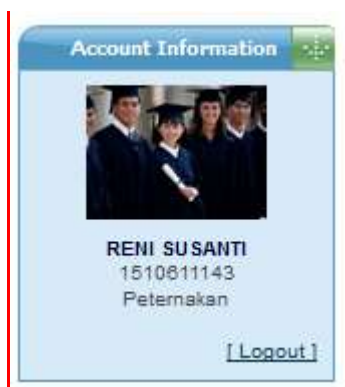 Account Information
RENI SUSANTI
1510611143
Peternakan
[ Logout ]